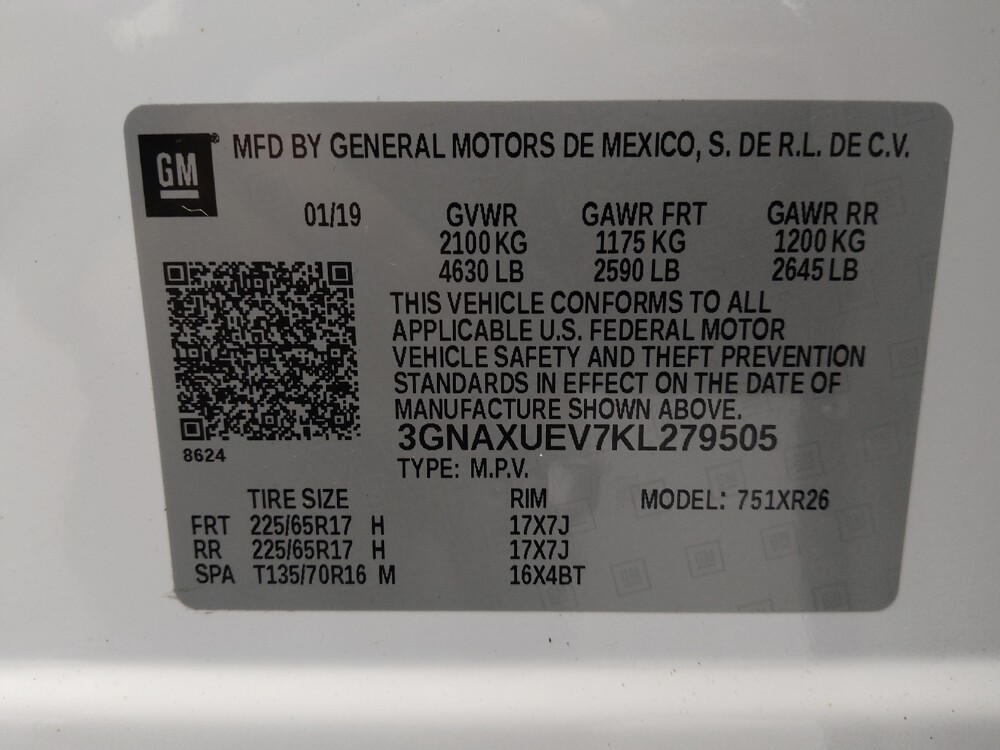 GM ® MFD BY GENERAL MOTORS DE MEXICO, S. DE R.L. DE C.V.
01/19 GVWR GAWR FRT GAWR RR
2100 KG 1175 KG 1200 KG
4630 LB 2590 LB 2645 LB
THIS VEHICLE CONFORMS TO ALL
APPLICABLE U.S. FEDERAL MOTOR
VEHICLE SAFETY AND THEFT PREVENTION
STANDARDS IN EFFECT ON THE DATE OF
MANUFACTURE SHOWN ABOVE.
3GNAXUEV7KL279505
8624
TYPE: M.P.V.
TIRE SIZE RIM MODEL: 751XR26
FRT 225/65R17 H 17X7J
RR 225/65R17 H 17X7J
SPA T135/70R16 M 16X4BT